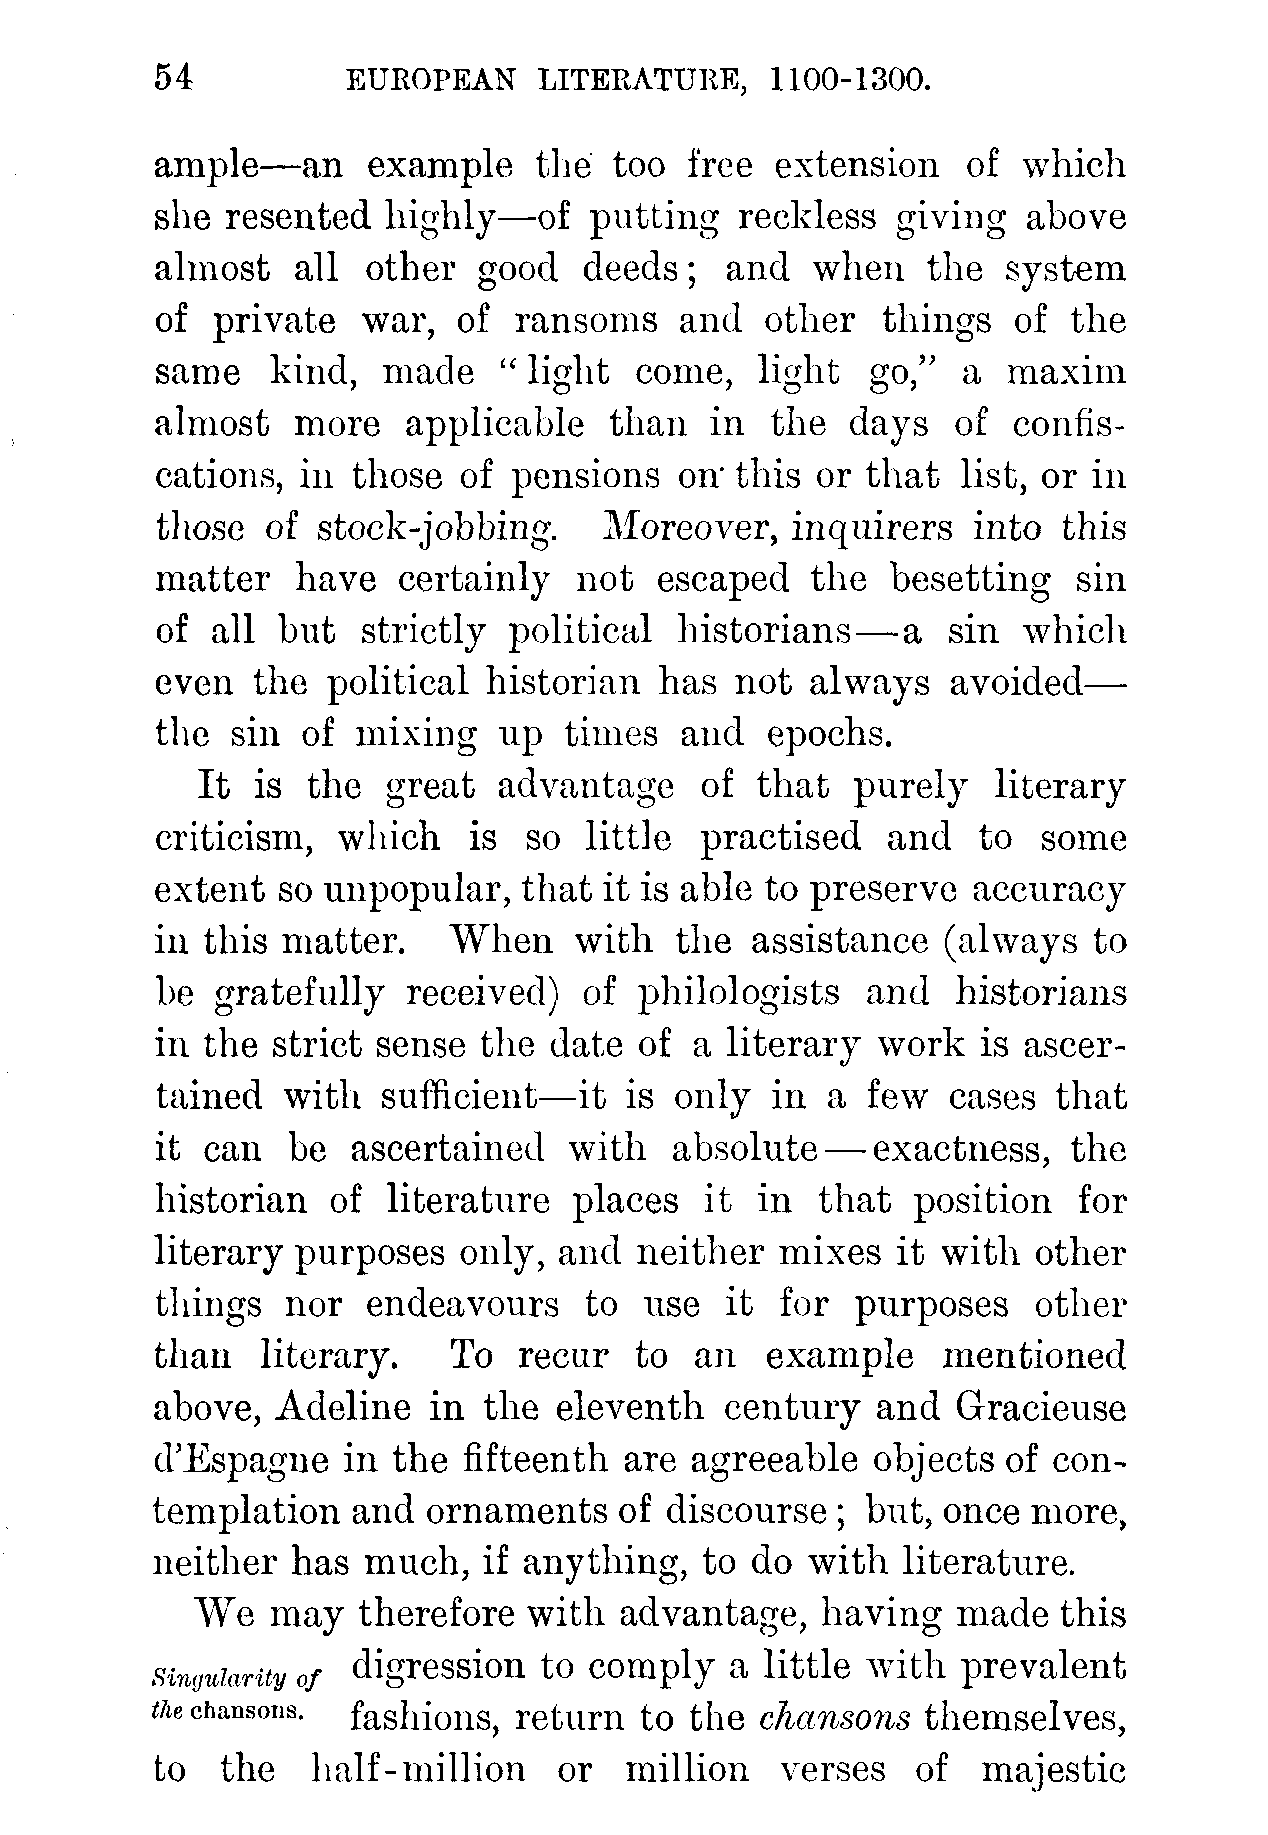 54 EUROPEAN LITERATURE, 1100-1300.
ample—an example the too free extension of which
she resented highly—of putting reckless giving above
almost all other good deeds; and when the system
of private war, of ransoms and other things of the
same kind, made “light come, light go,” a maxim
almost more applicable than in the days of confis-
cations, in those of pensions on this or that list, or in
those of stock-jobbing. Moreover, inquirers into this
matter have certainly not escaped the besetting sin
of all but strictly political historians—a sin which
even the political historian has not always avoided—
the sin of mixing up times and epochs.
It is the great advantage of that purely literary
criticism, which is so little practised and to some
extent so unpopular, that it is able to preserve accuracy
in this matter. When with the assistance (always to
be gratefully received) of philologists and historians
in the strict sense the date of a literary work is ascer-
tained with sufficient—it is only in a few cases that
it can be ascertained with absolute—exactness, the
historian of literature places it in that position for
literary purposes only, and neither mixes it with other
things nor endeavours to use it for purposes other
than literary. To recur to an example mentioned
above, Adeline in the eleventh century and Gracieuse
d’Espagne in the fifteenth are agreeable objects of con-
templation and ornaments of discourse; but, once more,
neither has much, if anything, to do with literature.
We may therefore with advantage, having made this
Singularity of digression to comply a little with prevalent
the chansons. fashions, return to the chansons themselves,
to the half-million or million verses of majestic